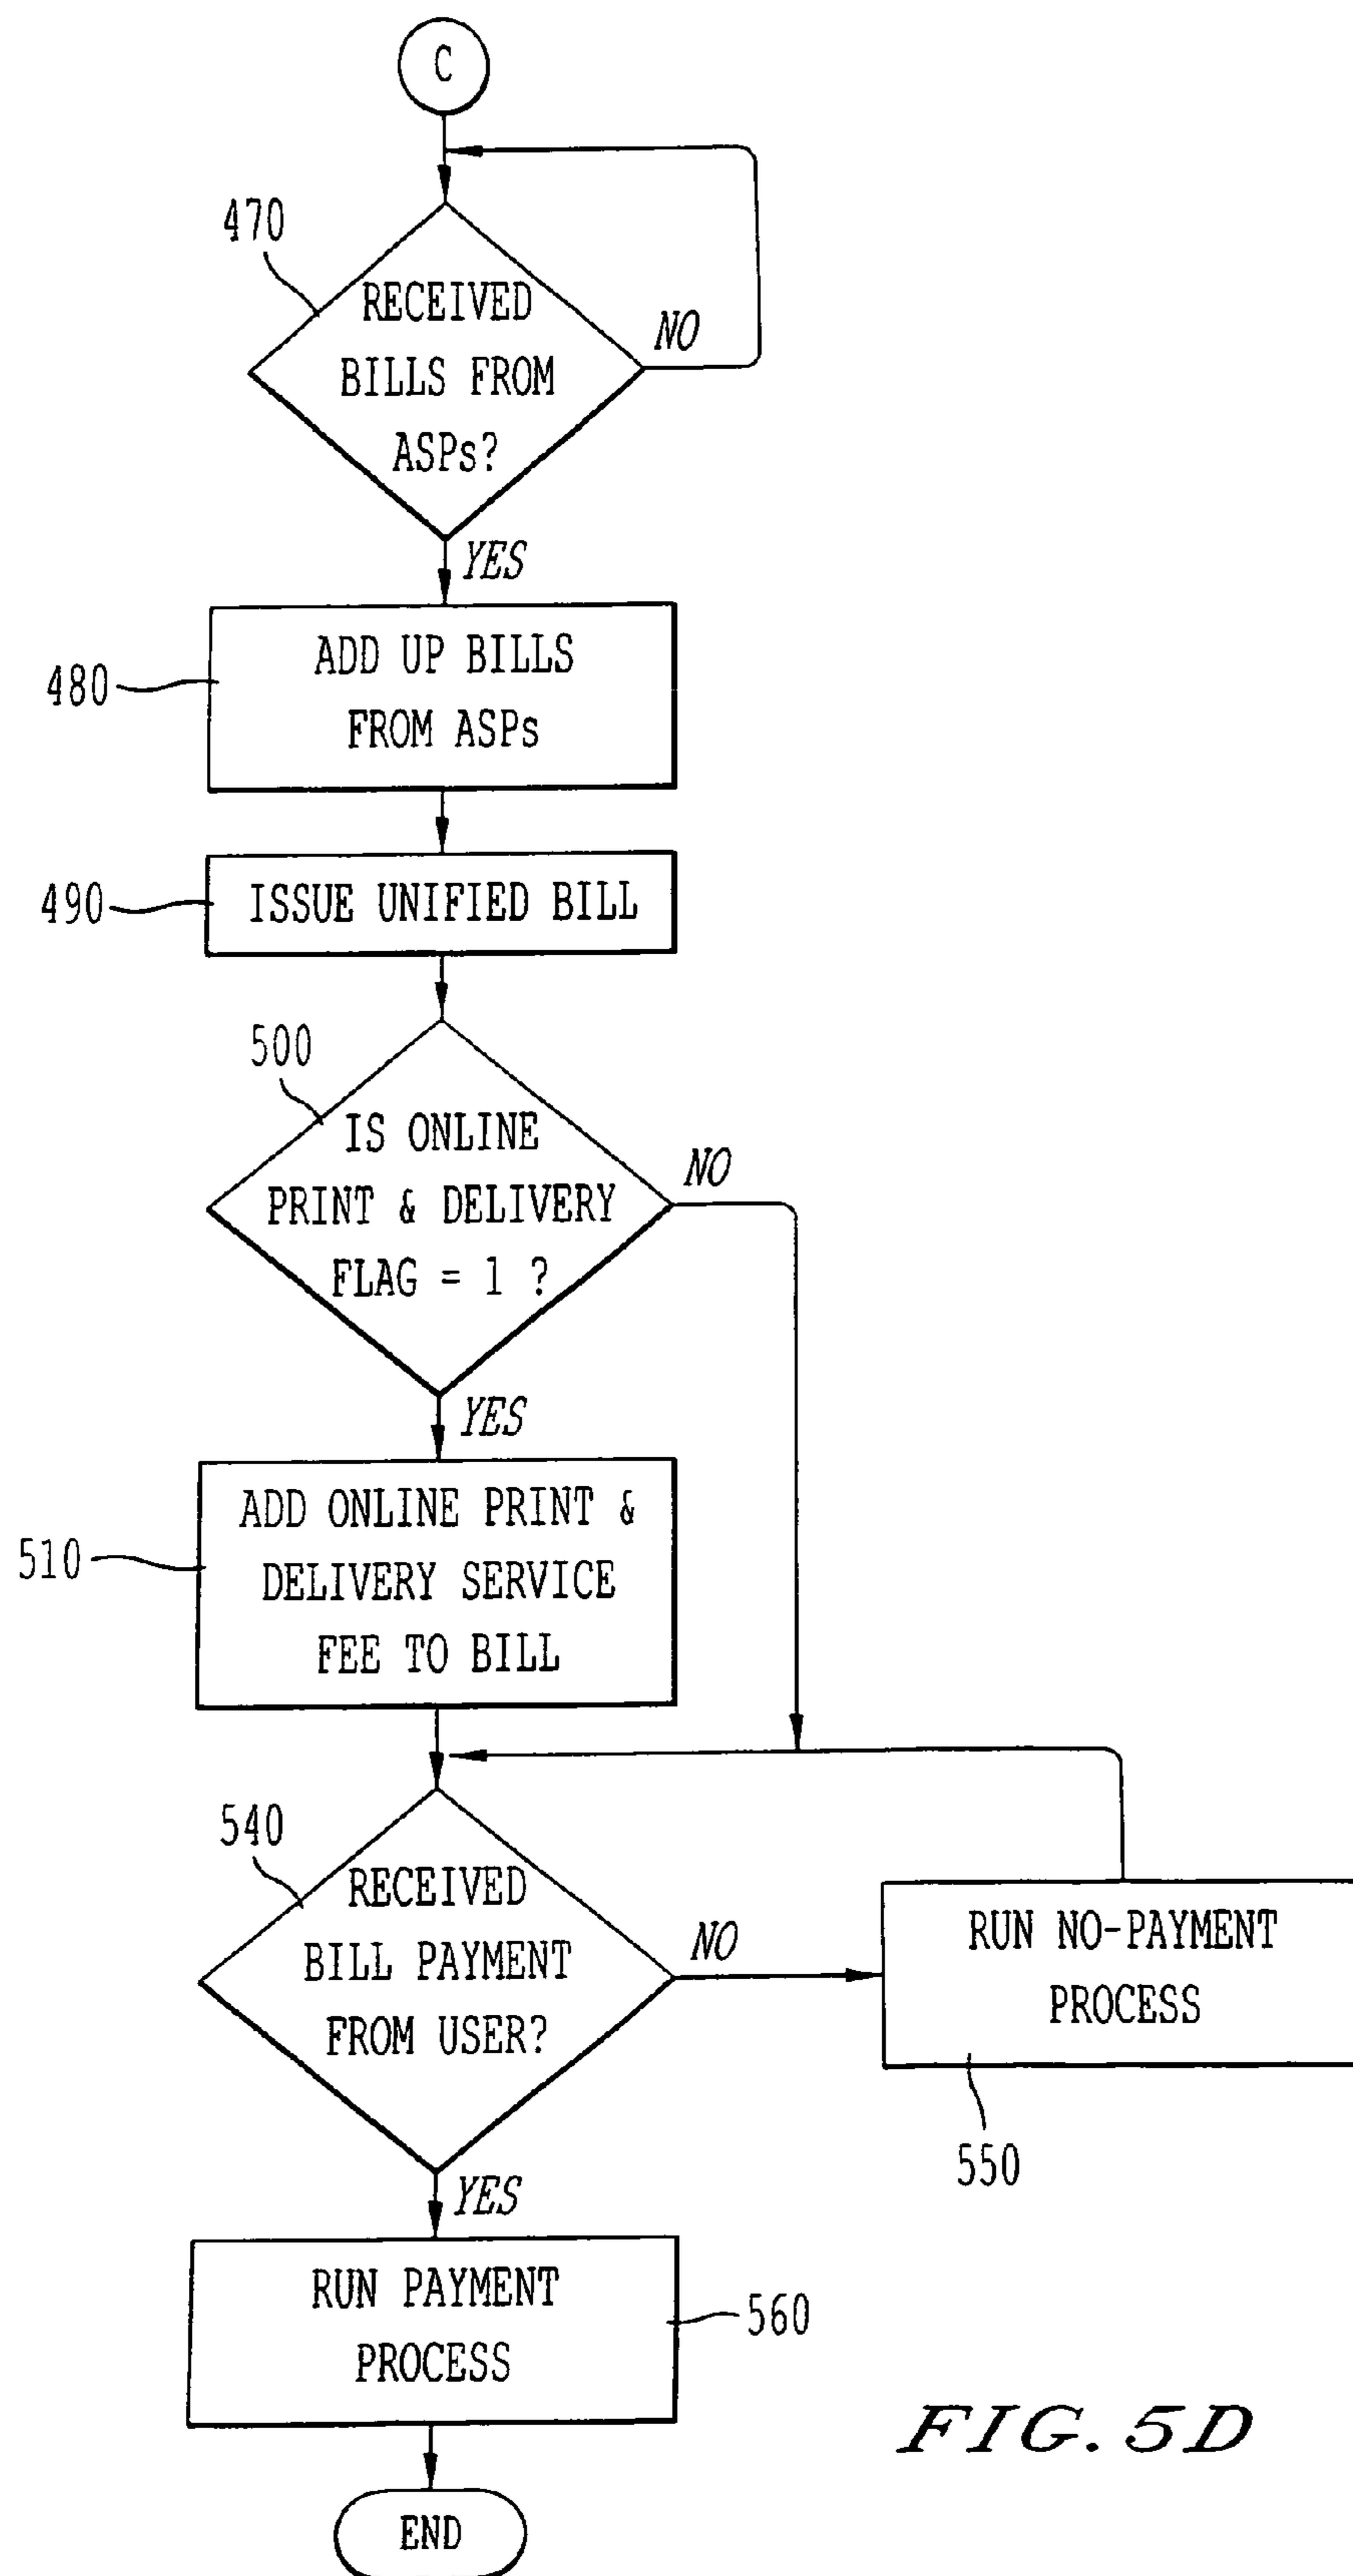 C
470
RECEIVED
BILLS FROM
ASPs?
NO
YES
480
ADD UP BILLS
FROM ASPs
490
ISSUE UNIFIED BILL
500
IS ONLINE
PRINT & DELIVERY
FLAG = 1 ?
NO
YES
510
ADD ONLINE PRINT &
DELIVERY SERVICE
FEE TO BILL
540
RECEIVED
BILL PAYMENT
FROM USER?
NO
RUN NO-PAYMENT
PROCESS
550
YES
RUN PAYMENT
PROCESS
560
END
FIG. 5D